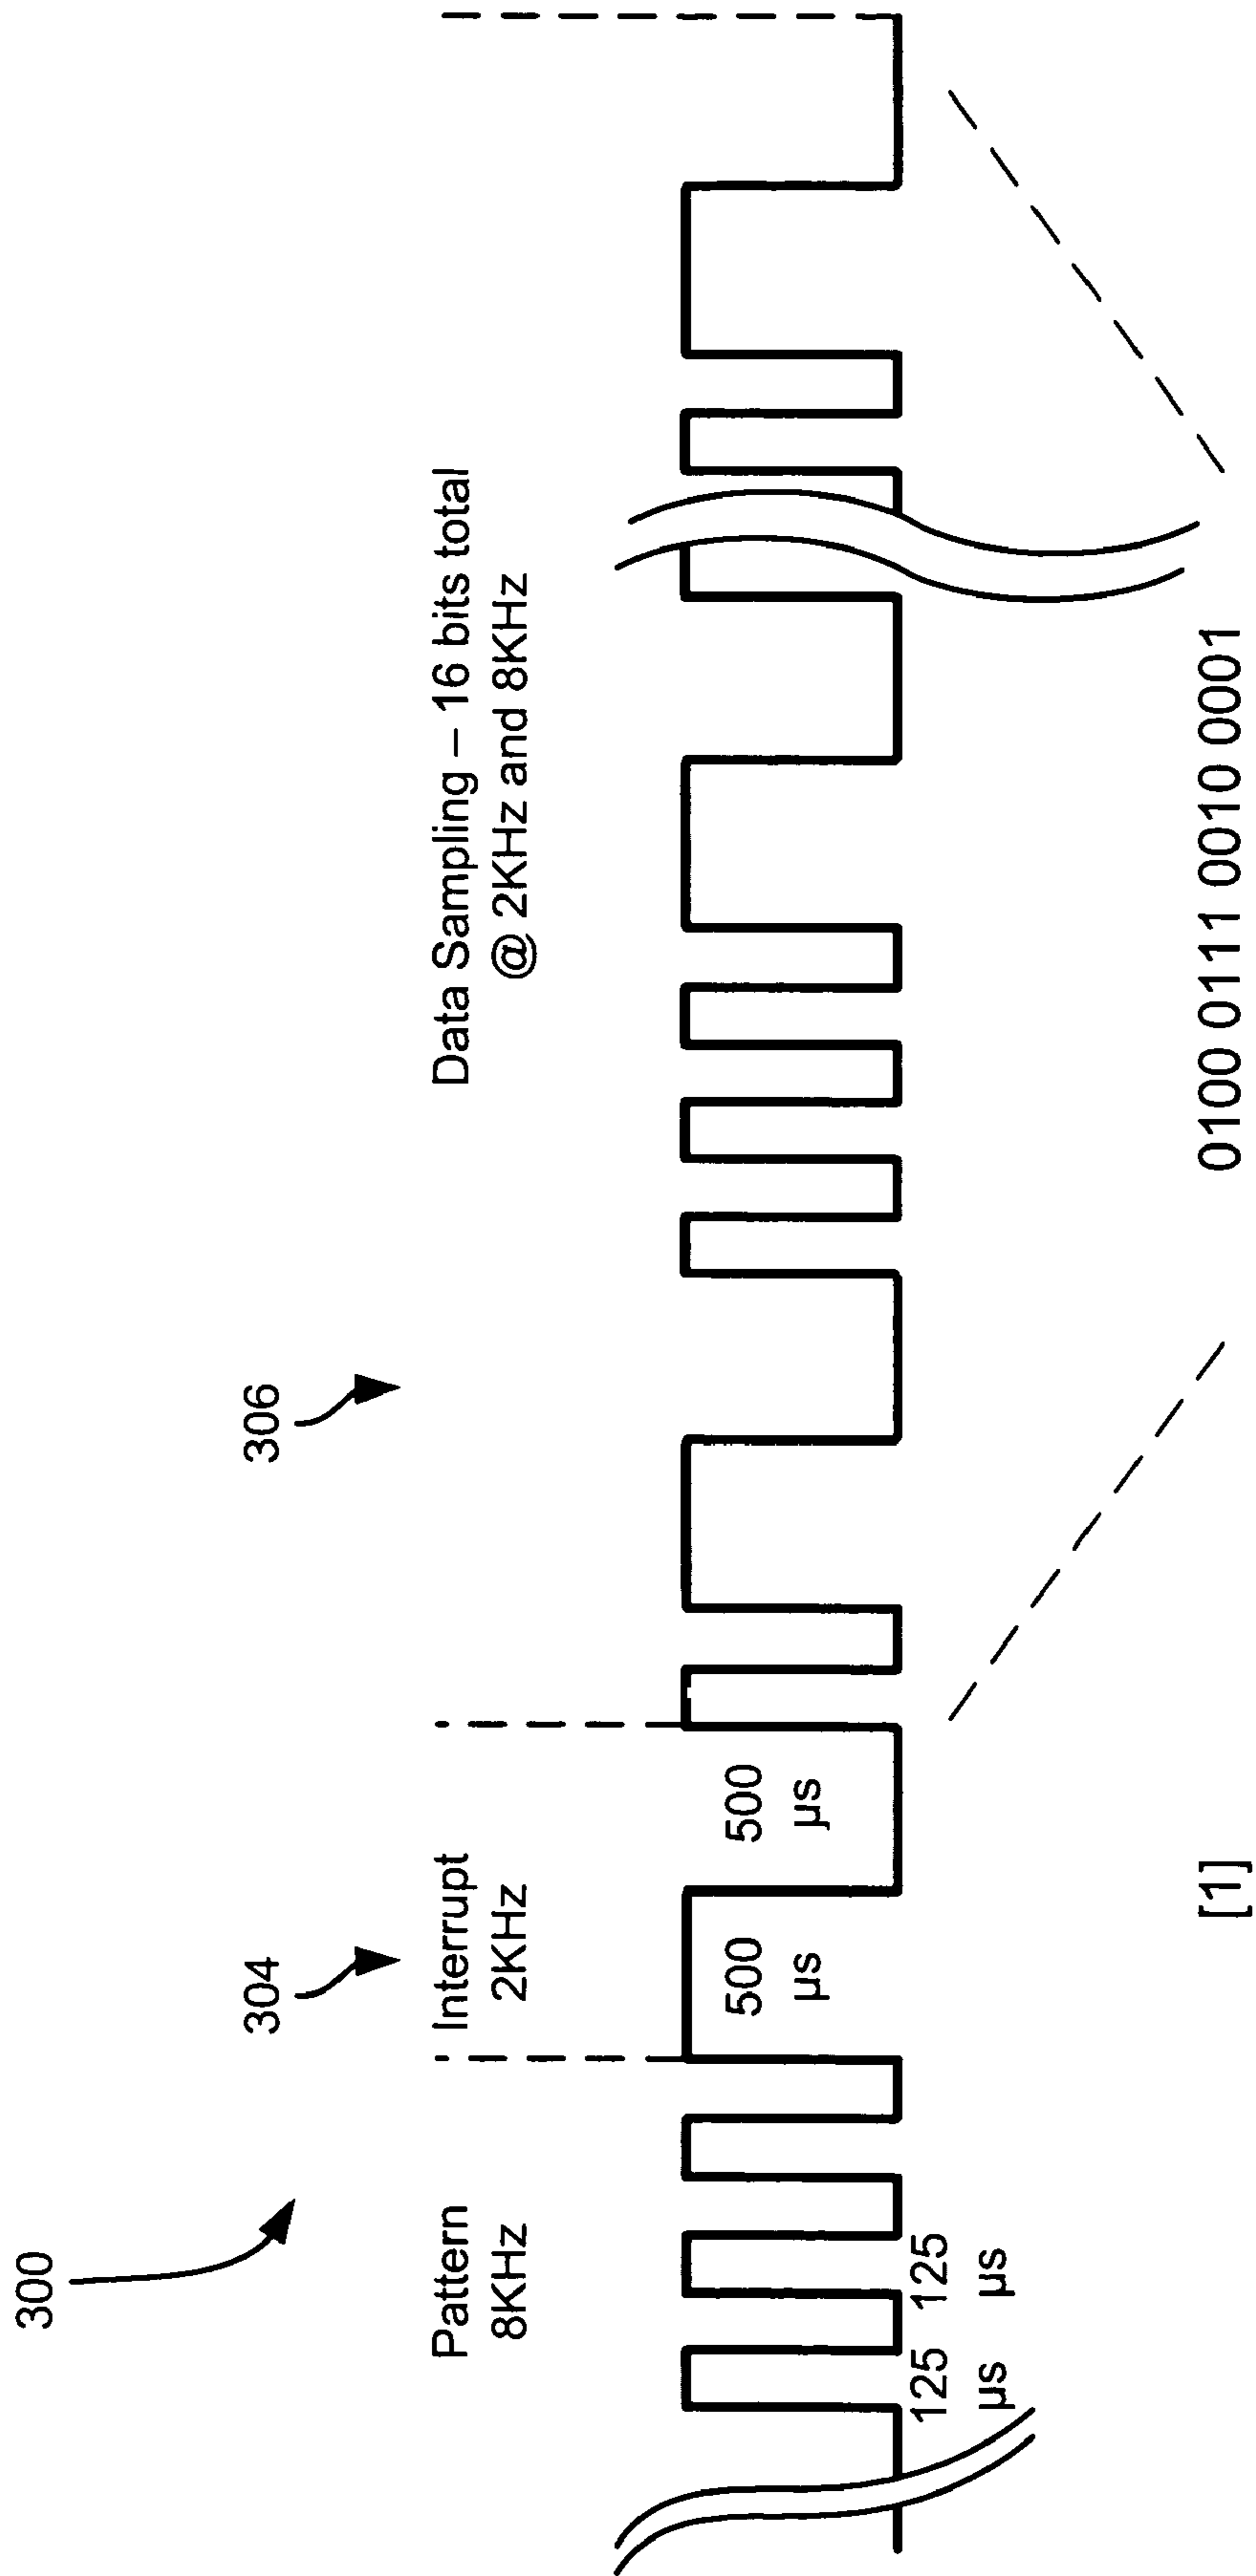 300
304
306
Pattern
8KHz
Interrupt
2KHz
Data Sampling – 16 bits total
@ 2KHz and 8KHz
500
µs
500
µs
125
µs
125
µs
[1]
0100 0111 0010 0001